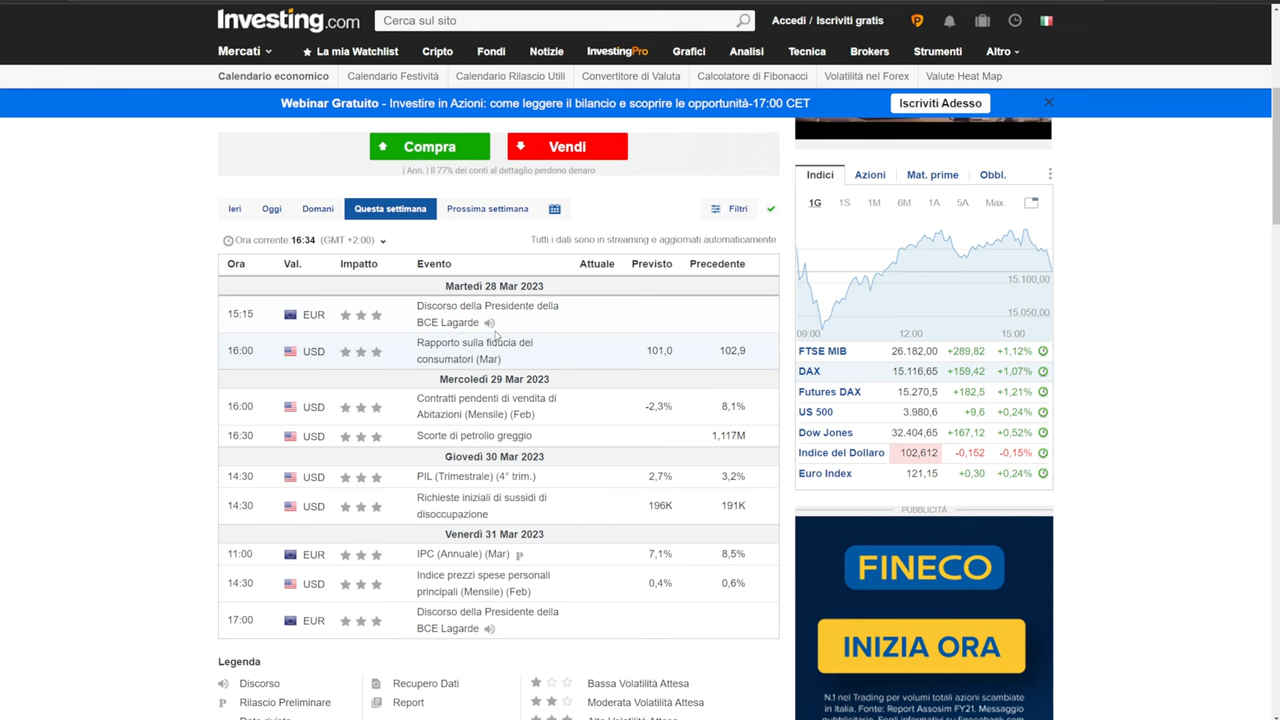 Investing.com
Cerca sul sito
Accedi / Iscriviti gratis
Mercati
La mia Watchlist
Cripto
Fondi
Notizie
InvestingPro
Grafici
Analisi
Tecnica
Brokers
Strumenti
Altro
Calendario economico
Calendario Festività
Calendario Rilascio Utili
Convertitore di Valuta
Calcolatore di Fibonacci
Volatilità nel Forex
Valute Heat Map
Webinar Gratuito - Investire in Azioni: come leggere il bilancio e scoprire le opportunità-17:00 CET
Iscriviti Adesso
Compra
Vendi
| Ann. | Il 77% dei conti al dettaglio perdono denaro
Ieri
Oggi
Domani
Questa settimana
Prossima settimana
Filtri
Ora corrente: 16:34 (GMT +2:00)
Tutti i dati sono in streaming e aggiornati automaticamente
Ora Val. Impatto Evento Attuale Previsto Precedente
Martedì 28 Mar 2023
15:15 EUR Discorso della Presidente della
BCE Lagarde
16:00 USD Rapporto sulla fiducia dei
consumatori (Mar) 101,0 102,9
Mercoledì 29 Mar 2023
16:00 USD Contratti pendenti di vendita di
Abitazioni (Mensile) (Feb) -2,3% 8,1%
16:30 USD Scorte di petrolio greggio 1,117M
Giovedì 30 Mar 2023
14:30 USD PIL (Trimestrale) (4° trim.) 2,7% 3,2%
14:30 USD Richieste iniziali di sussidi di
disoccupazione 196K 191K
Venerdì 31 Mar 2023
11:00 EUR IPC (Annuale) (Mar) P 7,1% 8,5%
14:30 USD Indice prezzi spese personali
principali (Mensile) (Feb) 0,4% 0,6%
17:00 EUR Discorso della Presidente della
BCE Lagarde
Legenda
Discorso
Recupero Dati
Bassa Volatilità Attesa
P Rilascio Preliminare
Report
Moderata Volatilità Attesa
Indici
Azioni
Mat. prime
Obbl.
1G 1S 1M 6M 1A 5A Max.
15.100,00
15.050,00
09:00 12:00 15:00
FTSE MIB 26.182,00 +289,82 +1,12%
DAX 15.116,65 +159,42 +1,07%
Futures DAX 15.270,5 +182,5 +1,21%
US 500 3.980,6 +9,6 +0,24%
Dow Jones 32.404,65 +167,12 +0,52%
Indice del Dollaro 102,612 -0,152 -0,15%
Euro Index 121,15 +0,30 +0,24%
PUBBLICITÀ
FINECO
INIZIA ORA
N.1 nel Trading per volumi totali azioni scambiate
in Italia. Fonte: Report Assosim FY21. Messaggio